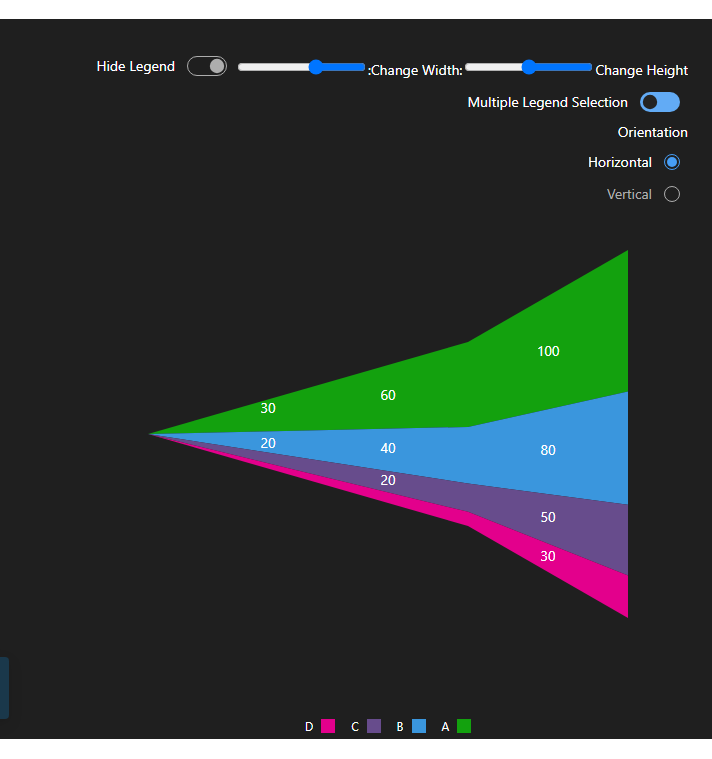 Hide Legend :Change Width: Change Height
Multiple Legend Selection
Orientation
Horizontal
Vertical
100
60
30
20
40
80
20
50
30
D C B A